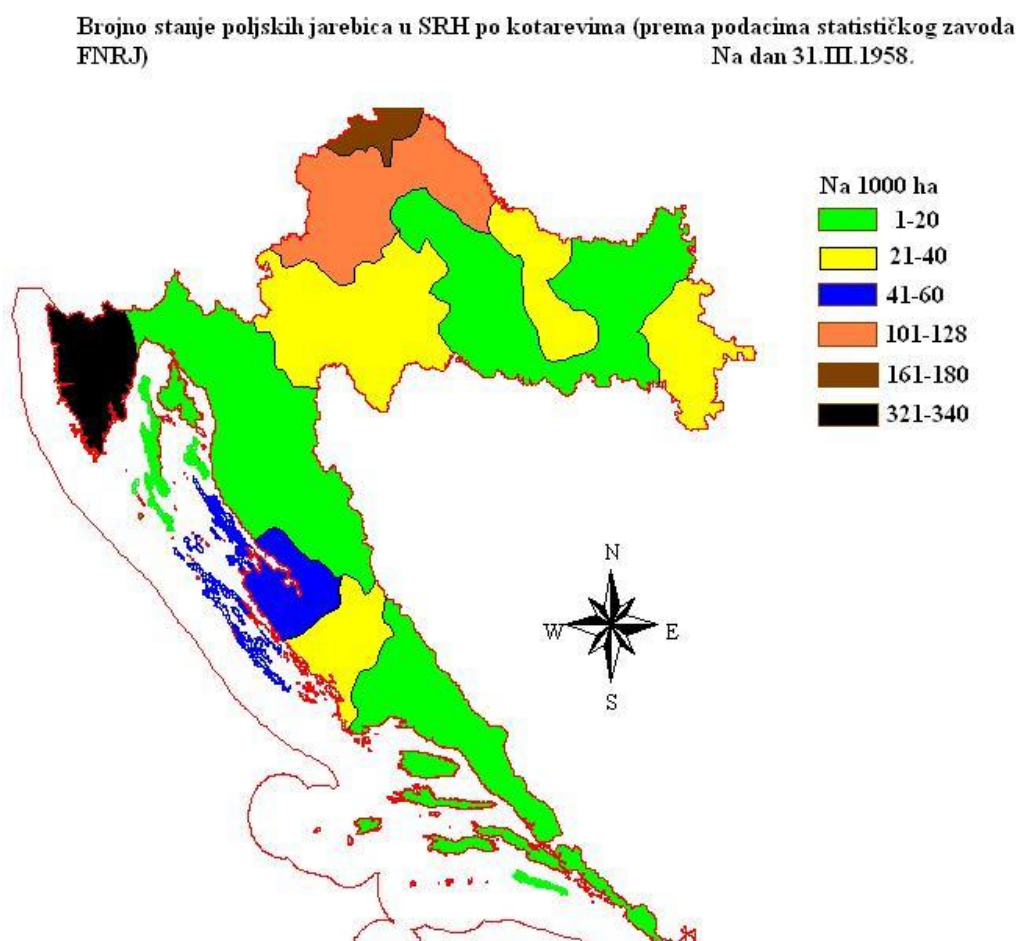 Brojno stanje poljskih jarebica u SRH po kotarevima (prema podacima statističkog zavoda
FNRJ) Na dan 31.III.1958.
Na 1000 ha
1-20
21-40
41-60
101-128
161-180
321-340
N
W E
S